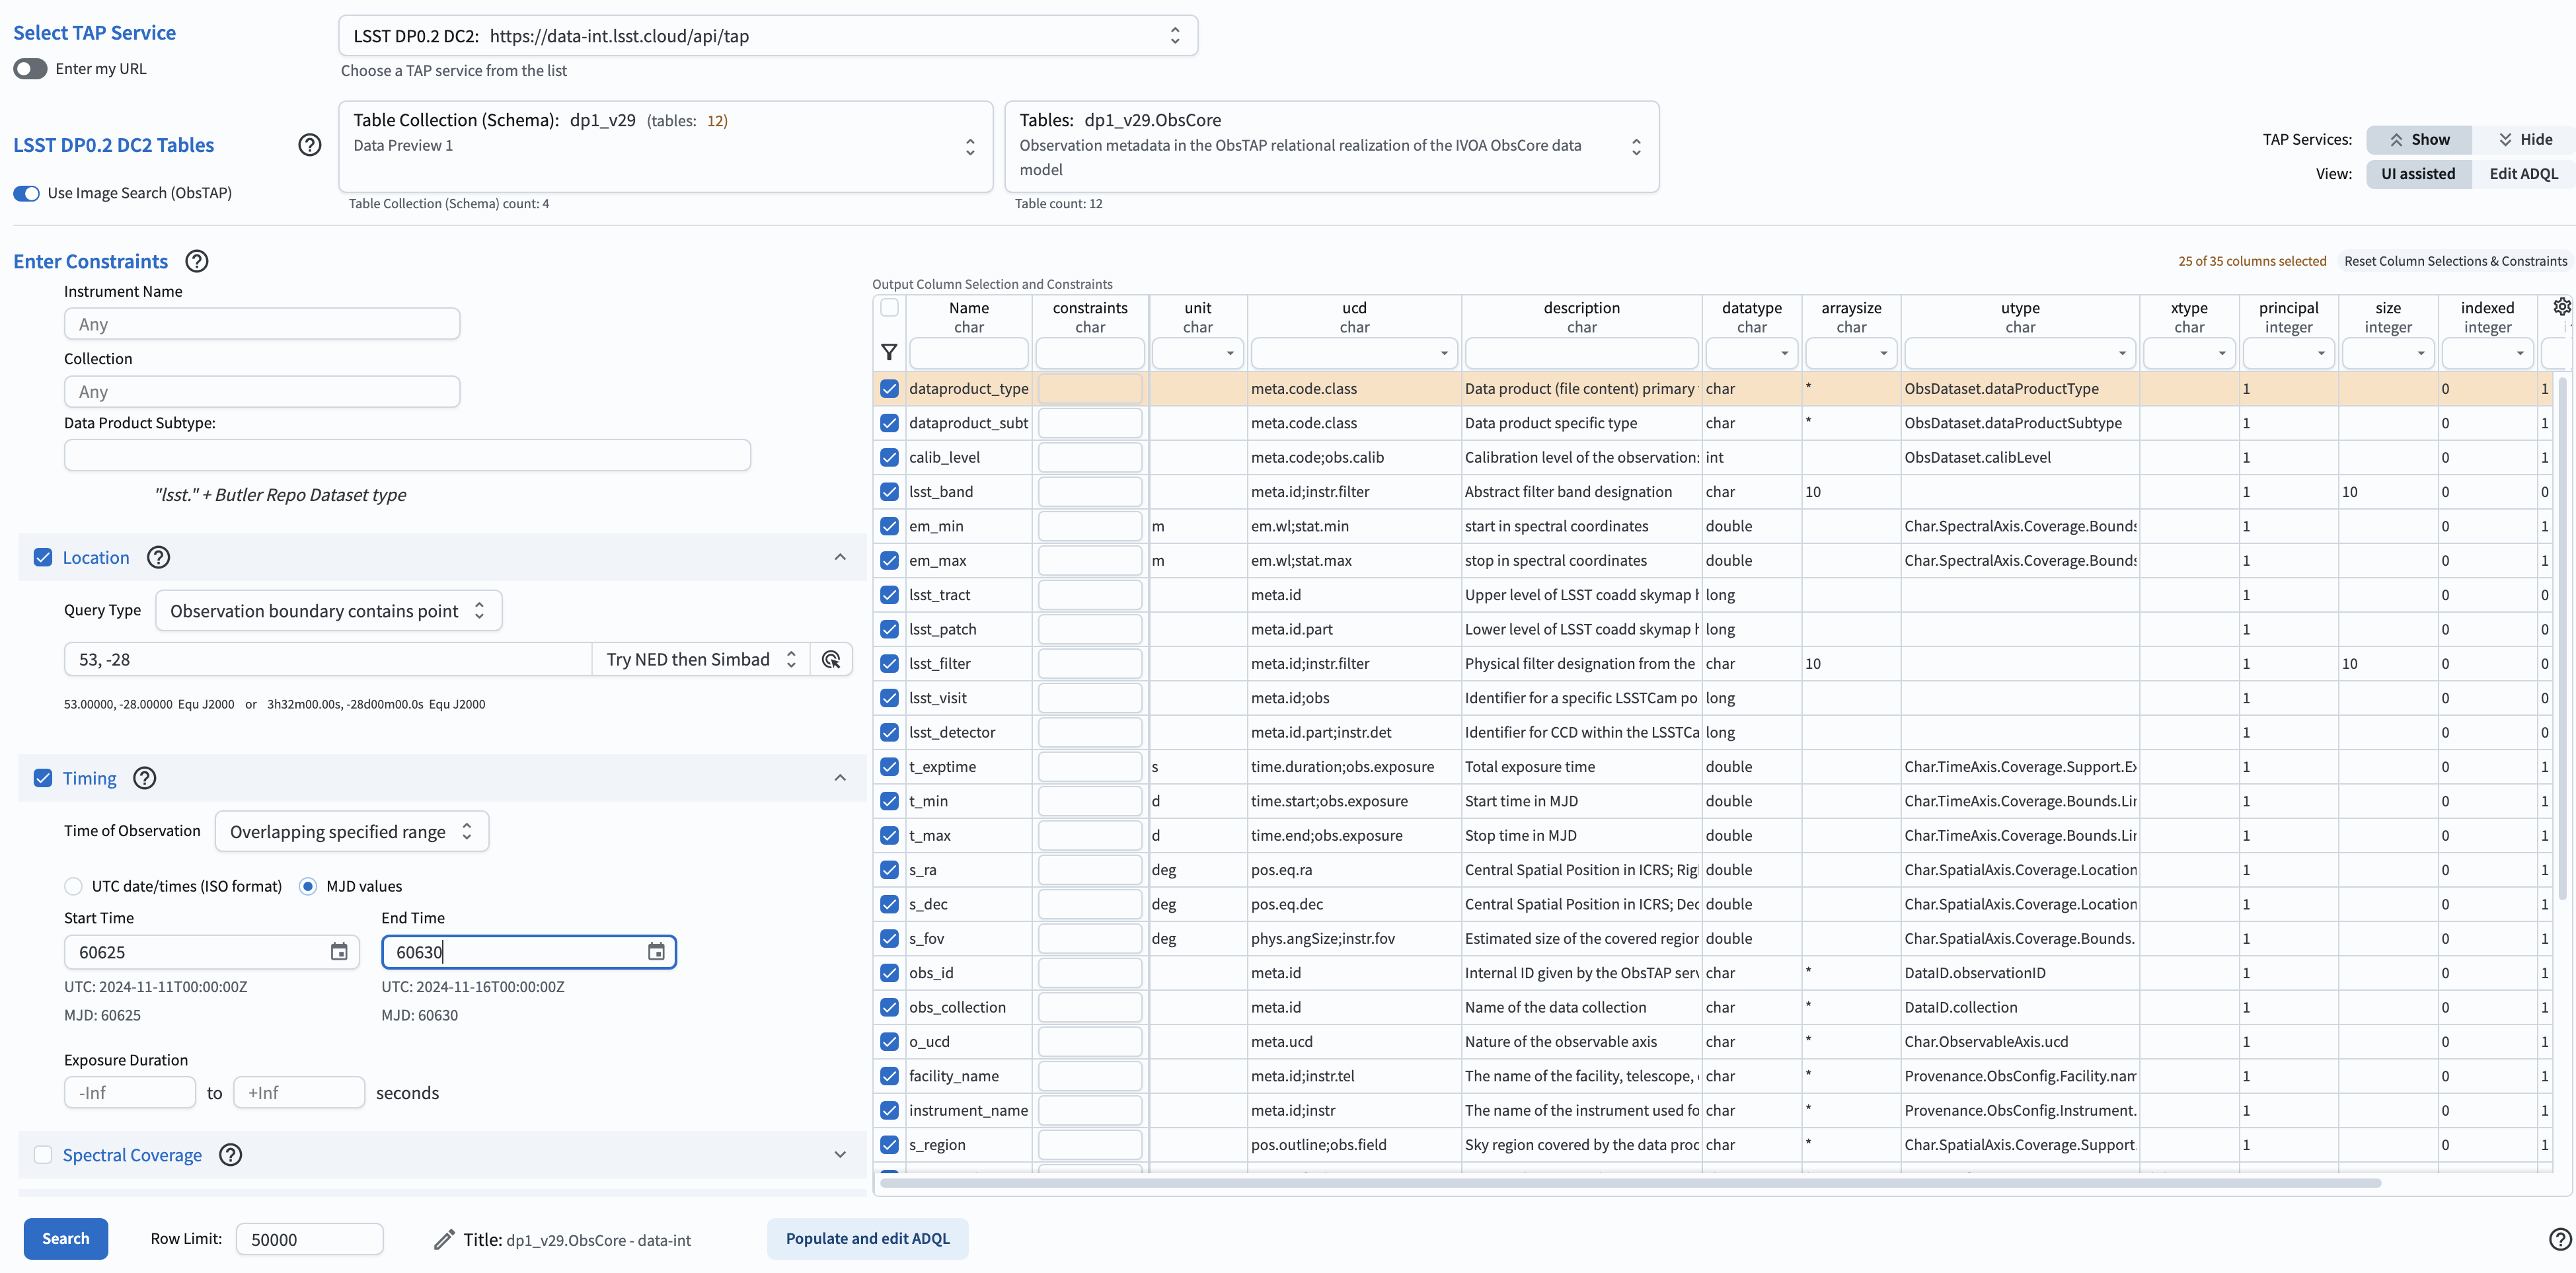 Select TAP Service
LSST DP0.2 DC2: https://data-int.lsst.cloud/api/tap
Enter my URL
Choose a TAP service from the list
LSST DP0.2 DC2 Tables
Table Collection (Schema): dp1_v29 (tables: 12)
Data Preview 1
Tables: dp1_v29.ObsCore
Observation metadata in the ObsTAP relational realization of the IVOA ObsCore data
model
TAP Services: Show Hide
View: UI assisted Edit ADQL
Use Image Search (ObsTAP)
Table Collection (Schema) count: 4
Table count: 12
Enter Constraints
25 of 35 columns selected Reset Column Selections & Constraints
Instrument Name
Any
Collection
Any
Data Product Subtype:
"lsst." + Butler Repo Dataset type
Location
Query Type Observation boundary contains point
53, -28 Try NED then Simbad
53.00000, -28.00000 Equ J2000 or 3h32m00.00s, -28d00m00.0s Equ J2000
Timing
Time of Observation Overlapping specified range
UTC date/times (ISO format) MJD values
Start Time End Time
60625 60630
UTC: 2024-11-11T00:00:00Z UTC: 2024-11-16T00:00:00Z
MJD: 60625 MJD: 60630
Exposure Duration
-Inf to +Inf seconds
Spectral Coverage
Output Column Selection and Constraints
Name constraints unit ucd description datatype arraysize utype xtype principal size indexed
char char char char char char char char char integer integer integer
dataproduct_type meta.code.class Data product (file content) primary char * ObsDataset.dataProductType 1 0 1
dataproduct_subt meta.code.class Data product specific type char * ObsDataset.dataProductSubtype 1 0 1
calib_level meta.code;obs.calib Calibration level of the observation: int ObsDataset.calibLevel 1 0 1
lsst_band meta.id;instr.filter Abstract filter band designation char 10 1 10 0 0
em_min m em.wl;stat.min start in spectral coordinates double Char.SpectralAxis.Coverage.Bounds 1 0 1
em_max m em.wl;stat.max stop in spectral coordinates double Char.SpectralAxis.Coverage.Bounds 1 0 1
lsst_tract meta.id Upper level of LSST coadd skymap long 1 0 0
lsst_patch meta.id.part Lower level of LSST coadd skymap long 1 0 0
lsst_filter meta.id;instr.filter Physical filter designation from the char 10 1 10 0 0
lsst_visit meta.id;obs Identifier for a specific LSSTCam po long 1 0 0
lsst_detector meta.id.part;instr.det Identifier for CCD within the LSSTCa long 1 0 0
t_exptime s time.duration;obs.exposure Total exposure time double Char.TimeAxis.Coverage.Support.Ex 1 0 1
t_min d time.start;obs.exposure Start time in MJD double Char.TimeAxis.Coverage.Bounds.Lir 1 0 1
t_max d time.end;obs.exposure Stop time in MJD double Char.TimeAxis.Coverage.Bounds.Lir 1 0 1
s_ra deg pos.eq.ra Central Spatial Position in ICRS; Rig double Char.SpatialAxis.Coverage.Location 1 0 1
s_dec deg pos.eq.dec Central Spatial Position in ICRS; Dec double Char.SpatialAxis.Coverage.Location 1 0 1
s_fov deg phys.angSize;instr.fov Estimated size of the covered region double Char.SpatialAxis.Coverage.Bounds. 1 0 1
obs_id meta.id Internal ID given by the ObsTAP serv char * DataID.observationID 1 0 1
obs_collection meta.id Name of the data collection char * DataID.collection 1 0 1
o_ucd meta.ucd Nature of the observable axis char * Char.ObservableAxis.ucd 1 0 1
facility_name meta.id;instr.tel The name of the facility, telescope, char * Provenance.ObsConfig.Facility.nam 1 0 1
instrument_name meta.id;instr The name of the instrument used fo char * Provenance.ObsConfig.Instrument. 1 0 1
s_region pos.outline;obs.field Sky region covered by the data proc char * Char.SpatialAxis.Coverage.Support. 1 0 1
Search Row Limit: 50000 Title: dp1_v29.ObsCore - data-int Populate and edit ADQL